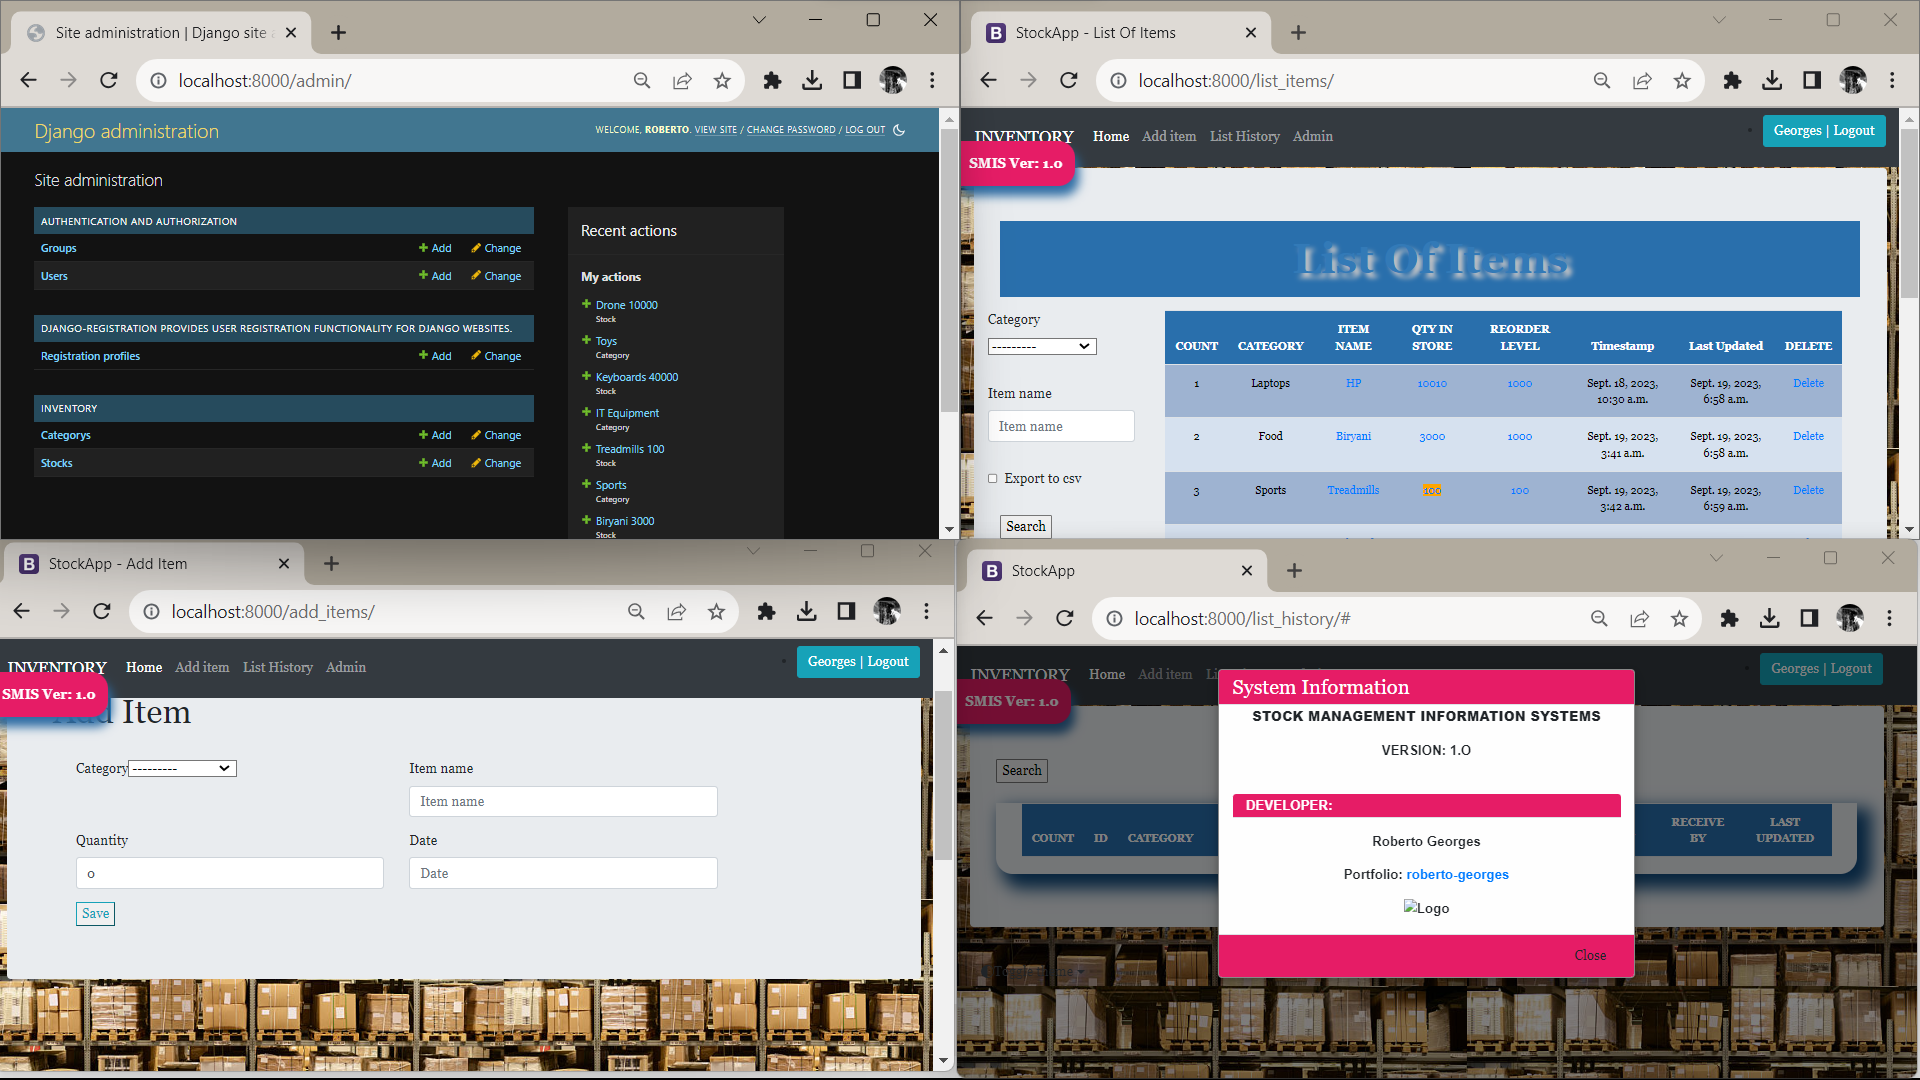 Site administration | Django site
localhost:8000/admin/
Django administration
WELCOME, ROBERTO. VIEW SITE / CHANGE PASSWORD / LOG OUT
Site administration
AUTHENTICATION AND AUTHORIZATION
Groups Add Change
Users Add Change
DJANGO-REGISTRATION PROVIDES USER REGISTRATION FUNCTIONALITY FOR DJANGO WEBSITES.
Registration profiles Add Change
INVENTORY
Categorys Add Change
Stocks Add Change
Recent actions
My actions
Drone 10000
Stock
Toys
Category
Keyboards 40000
Stock
IT Equipment
Category
Treadmills 100
Stock
Sports
Category
Biryani 3000
Stock
StockApp - List Of Items
localhost:8000/list_items/
INVENTORY Home Add item List History Admin
Georges | Logout
SMIS Ver: 1.0
List Of Items
Category
---------
Item name
Item name
Export to csv
Search
COUNT CATEGORY ITEM NAME QTY IN STORE REORDER LEVEL Timestamp Last Updated DELETE
1 Laptops HP 10010 1000 Sept. 18, 2023, 10:30 a.m. Sept. 19, 2023, 6:58 a.m. Delete
2 Food Biryani 3000 1000 Sept. 19, 2023, 3:41 a.m. Sept. 19, 2023, 6:58 a.m. Delete
3 Sports Treadmills 100 100 Sept. 19, 2023, 3:42 a.m. Sept. 19, 2023, 6:59 a.m. Delete
StockApp - Add Item
localhost:8000/add_items/
INVENTORY Home Add item List History Admin
Georges | Logout
SMIS Ver: 1.0
Add Item
Category ---------
Item name
Item name
Quantity
0
Date
Date
Save
StockApp
localhost:8000/list_history/#
INVENTORY Home Add item
Georges | Logout
SMIS Ver: 1.0
Search
COUNT ID CATEGORY RECEIVE BY LAST UPDATED
System Information
STOCK MANAGEMENT INFORMATION SYSTEMS
VERSION: 1.O
DEVELOPER:
Roberto Georges
Portfolio: roberto-georges
Logo
Close